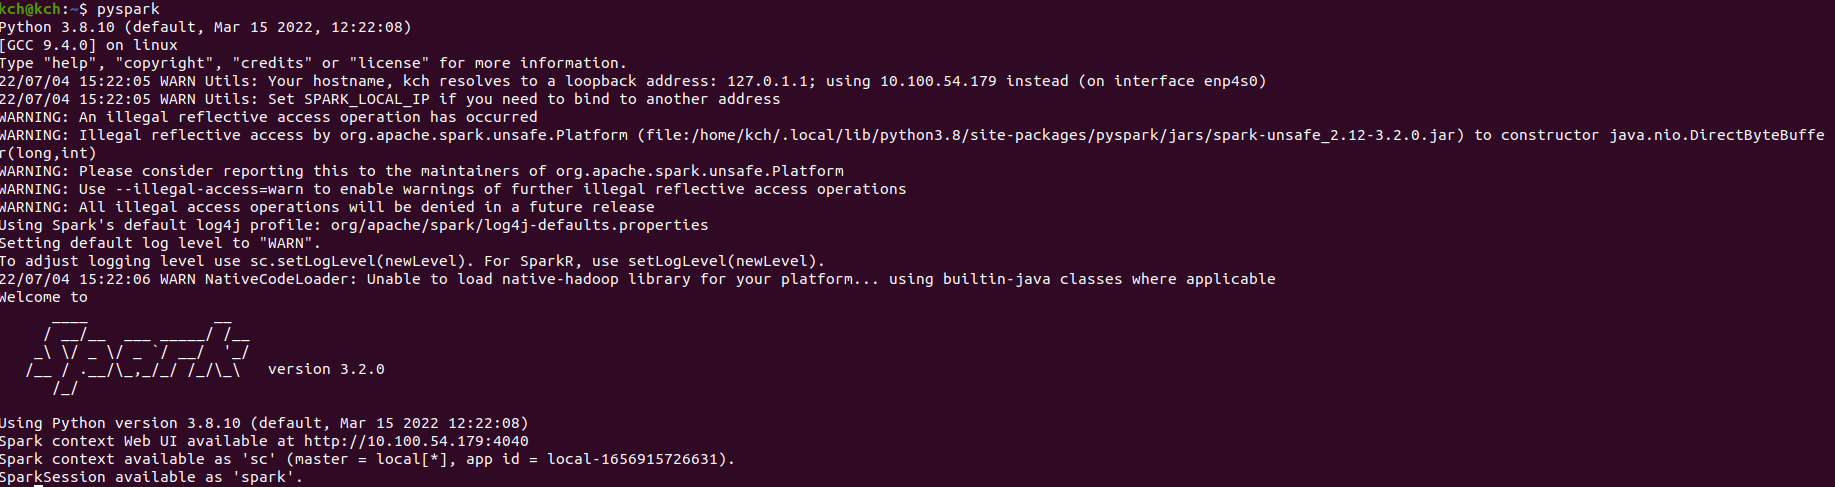 kch@kch:~$ pyspark
Python 3.8.10 (default, Mar 15 2022, 12:22:08)
[GCC 9.4.0] on linux
Type "help", "copyright", "credits" or "license" for more information.
22/07/04 15:22:05 WARN Utils: Your hostname, kch resolves to a loopback address: 127.0.1.1; using 10.100.54.179 instead (on interface enp4s0)
22/07/04 15:22:05 WARN Utils: Set SPARK_LOCAL_IP if you need to bind to another address
WARNING: An illegal reflective access operation has occurred
WARNING: Illegal reflective access by org.apache.spark.unsafe.Platform (file:/home/kch/.local/lib/python3.8/site-packages/pyspark/jars/spark-unsafe_2.12-3.2.0.jar) to constructor java.nio.DirectByteBuffe
r(long,int)
WARNING: Please consider reporting this to the maintainers of org.apache.spark.unsafe.Platform
WARNING: Use --illegal-access=warn to enable warnings of further illegal reflective access operations
WARNING: All illegal access operations will be denied in a future release
Using Spark's default log4j profile: org/apache/spark/log4j-defaults.properties
Setting default log level to "WARN".
To adjust logging level use sc.setLogLevel(newLevel). For SparkR, use setLogLevel(newLevel).
22/07/04 15:22:06 WARN NativeCodeLoader: Unable to load native-hadoop library for your platform... using builtin-java classes where applicable
Welcome to
      ____              __
     / __/__  ___ _____/ /__
    _\ \/ _ \/ _ `/ __/  '_/
   /__ / .__/\_,_/_/ /_/\_\   version 3.2.0
      /_/
Using Python version 3.8.10 (default, Mar 15 2022 12:22:08)
Spark context Web UI available at http://10.100.54.179:4040
Spark context available as 'sc' (master = local[*], app id = local-1656915726631).
SparkSession available as 'spark'.